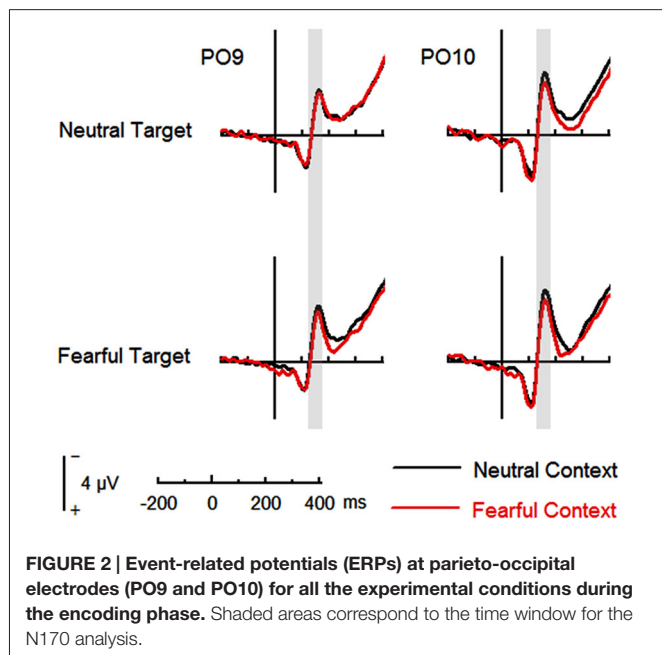 PO9
PO10
Neutral Target
Fearful Target
−
4 µV
+
-200 0 200 400 ms
Neutral Context
Fearful Context
FIGURE 2 | Event-related potentials (ERPs) at parieto-occipital
electrodes (PO9 and PO10) for all the experimental conditions during
the encoding phase. Shaded areas correspond to the time window for the
N170 analysis.